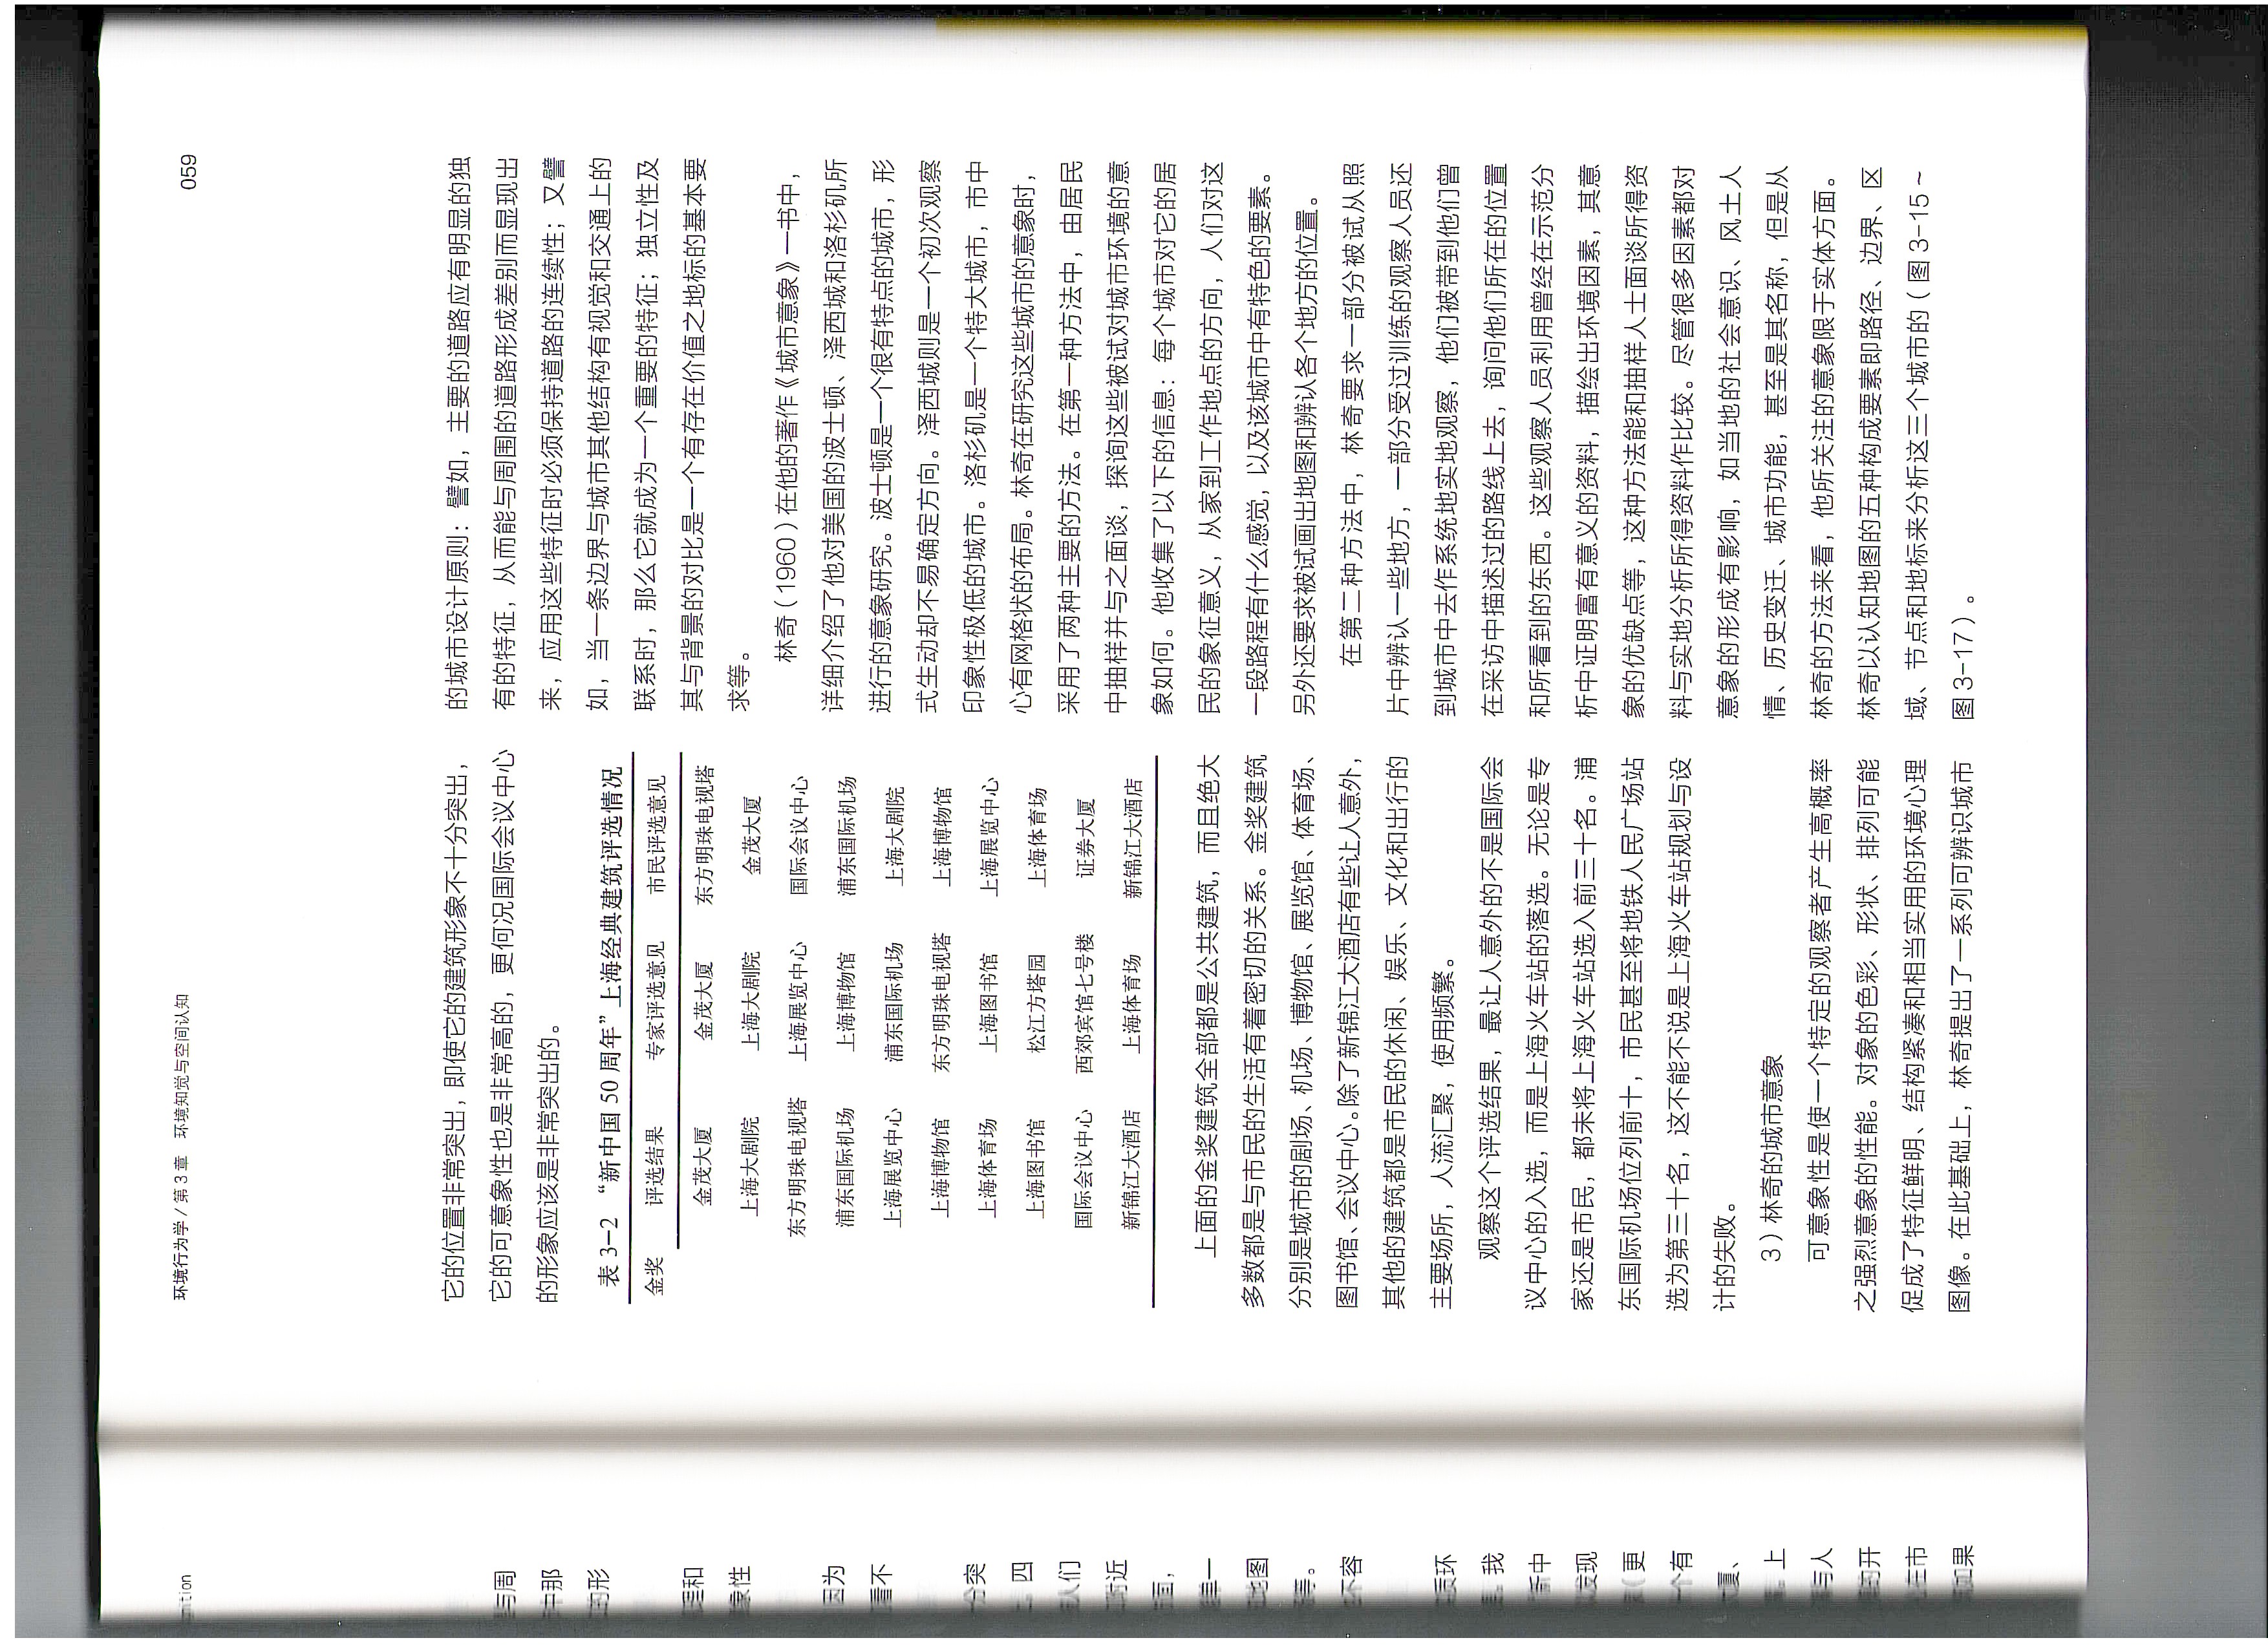 环境行为学/第3章 环境知觉与空间认知
059
它的位置非常突出，即使它的建筑形象不十分突出，
它的可意象性也是非常高的，更何况国际会议中心
的形象应该是非常突出的。
表 3-2 “新中国 50 周年”上海经典建筑评选情况
金奖 评选结果 专家评选意见 市民评选意见
金茂大厦 金茂大厦 东方明珠电视塔
上海大剧院 上海大剧院 金茂大厦
东方明珠电视塔 上海展览中心 国际会议中心
浦东国际机场 上海博物馆 浦东国际机场
上海展览中心 浦东国际机场 上海大剧院
上海博物馆 东方明珠电视塔 上海博物馆
上海体育场 上海图书馆 上海展览中心
上海图书馆 松江方塔园 上海体育场
国际会议中心 西郊宾馆七号楼 证券大厦
新锦江大酒店 上海体育场 新锦江大酒店
上面的金奖建筑全部都是公共建筑，而且绝大
多数都是与市民的生活有着密切的关系。金奖建筑
分别是城市的剧场、机场、博物馆、展览馆、体育场、
图书馆、会议中心。除了新锦江大酒店有些让人意外，
其他的建筑都是市民的休闲、娱乐、文化和出行的
主要场所，人流汇聚，使用频繁。
观察这个评选结果，最让人意外的不是国际会
议中心的入选，而是上海火车站的落选。无论是专
家还是市民，都未将上海火车站选入前三十名。浦
东国际机场位列前十，市民甚至将地铁人民广场站
选为第三十名，这不能不说是上海火车站规划与设
计的失败。
3）林奇的城市意象
可意象性是使一个特定的观察者产生高概率
之强烈意象的性能。对象的色彩、形状、排列可能
促成了特征鲜明、结构紧凑和相当实用的环境心理
图像。在此基础上，林奇提出了一系列可辨识城市
的城市设计原则：譬如，主要的道路应有明显的独
有的特征，从而能与周围的道路形成差别而显现出
来，应用这些特征时必须保持道路的连续性；又譬
如，当一条边界与城市其他结构有视觉和交通上的
联系时，那么它就成为一个重要的特征；独立性及
其与背景的对比是一个有存在价值之地标的基本要
求等。
林奇（1960）在他的著作《城市意象》一书中，
详细介绍了他对美国的波士顿、泽西城和洛杉矶所
进行的意象研究。波士顿是一个很有特点的城市，形
式生动却不易确定方向。泽西城则是一个初次观察
印象性极低的城市。洛杉矶是一个特大城市，市中
心有网格状的布局。林奇在研究这些城市的意象时，
采用了两种主要的方法。在第一种方法中，由居民
中抽样并与之面谈，探询这些被试对城市环境的意
象如何。他收集了以下的信息：每个城市对它的居
民的象征意义，从家到工作地点的方向，人们对这
一段路程有什么感觉，以及该城市中有特色的要素。
另外还要求被试画出地图和辨认各个地方的位置。
在第二种方法中，林奇要求一部分被试从照
片中辨认一些地方，一部分受过训练的观察人员还
到城市中去作系统地实地观察，他们被带到他们曾
在采访中描述过的路线上去，询问他们所在的位置
和所看到的东西。这些观察人员利用曾经在示范分
析中证明富有意义的资料，描绘出环境因素，其意
象的优缺点等，这种方法能和抽样人士面谈所得资
料与实地分析所得资料作比较。尽管很多因素都对
意象的形成有影响，如当地的社会意识、风土人
情、历史变迁、城市功能，甚至是其名称，但是从
林奇的方法来看，他所关注的意象限于实体方面。
林奇以认知地图的五种构成要素即路径、边界、区
域、节点和地标来分析这三个城市的（图 3-15～
图 3-17）。